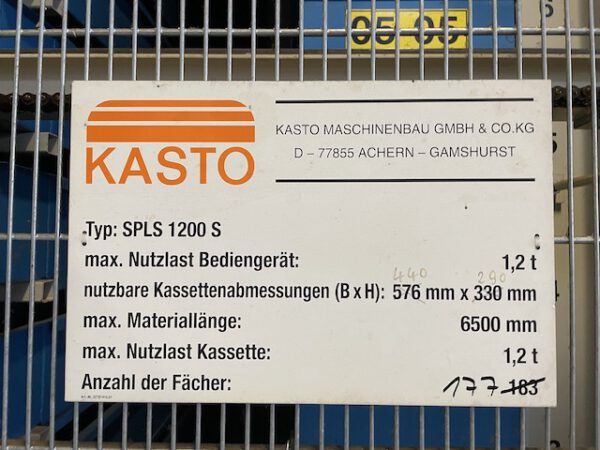 05 05
KASTO
KASTO MASCHINENBAU GMBH & CO.KG
D – 77855 ACHERN – GAMSHURST
Typ: SPLS 1200 S
max. Nutzlast Bediengerät: 1,2 t
440 290
nutzbare Kassettenabmessungen (B x H): 576 mm x 330 mm
max. Materiallänge: 6500 mm
max. Nutzlast Kassette: 1,2 t
Anzahl der Fächer: 177 183